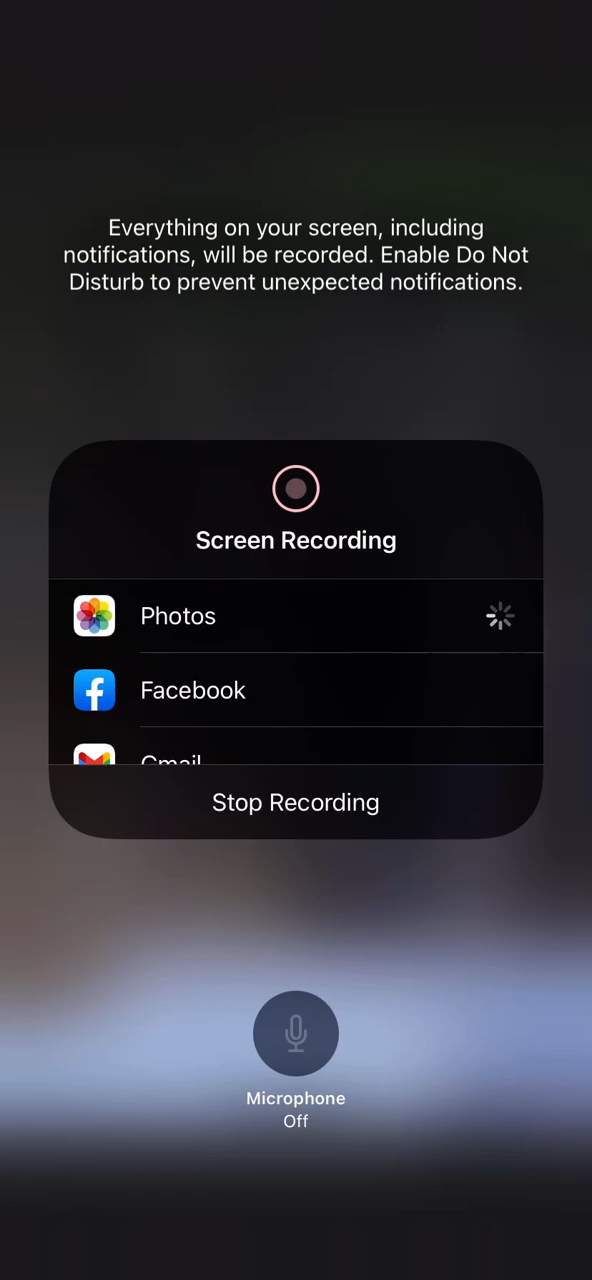 Everything on your screen, including
notifications, will be recorded. Enable Do Not
Disturb to prevent unexpected notifications.
Screen Recording
Photos
Facebook
Gmail
Stop Recording
Microphone
Off